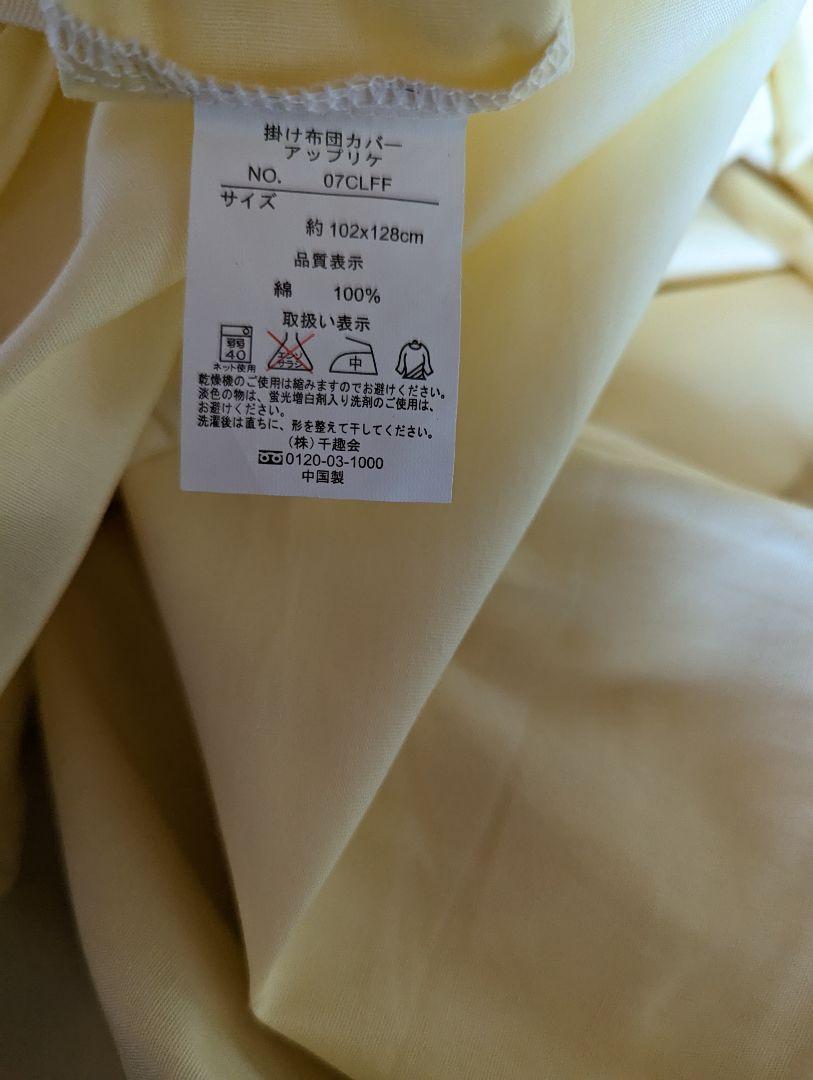 掛け布団カバー
アップリケ
NO. 07CLFF
サイズ
約 102x128cm
品質表示
綿 100%
取扱い表示
弱
40
ネット使用
エンソ
サラシ
中
乾燥機のご使用は縮みますのでお避けください。
淡色の物は、蛍光増白剤入り洗剤のご使用は、
お避けください。
洗濯後は直ちに、形を整えて干してください。
(株)千趣会
0120-03-1000
中国製